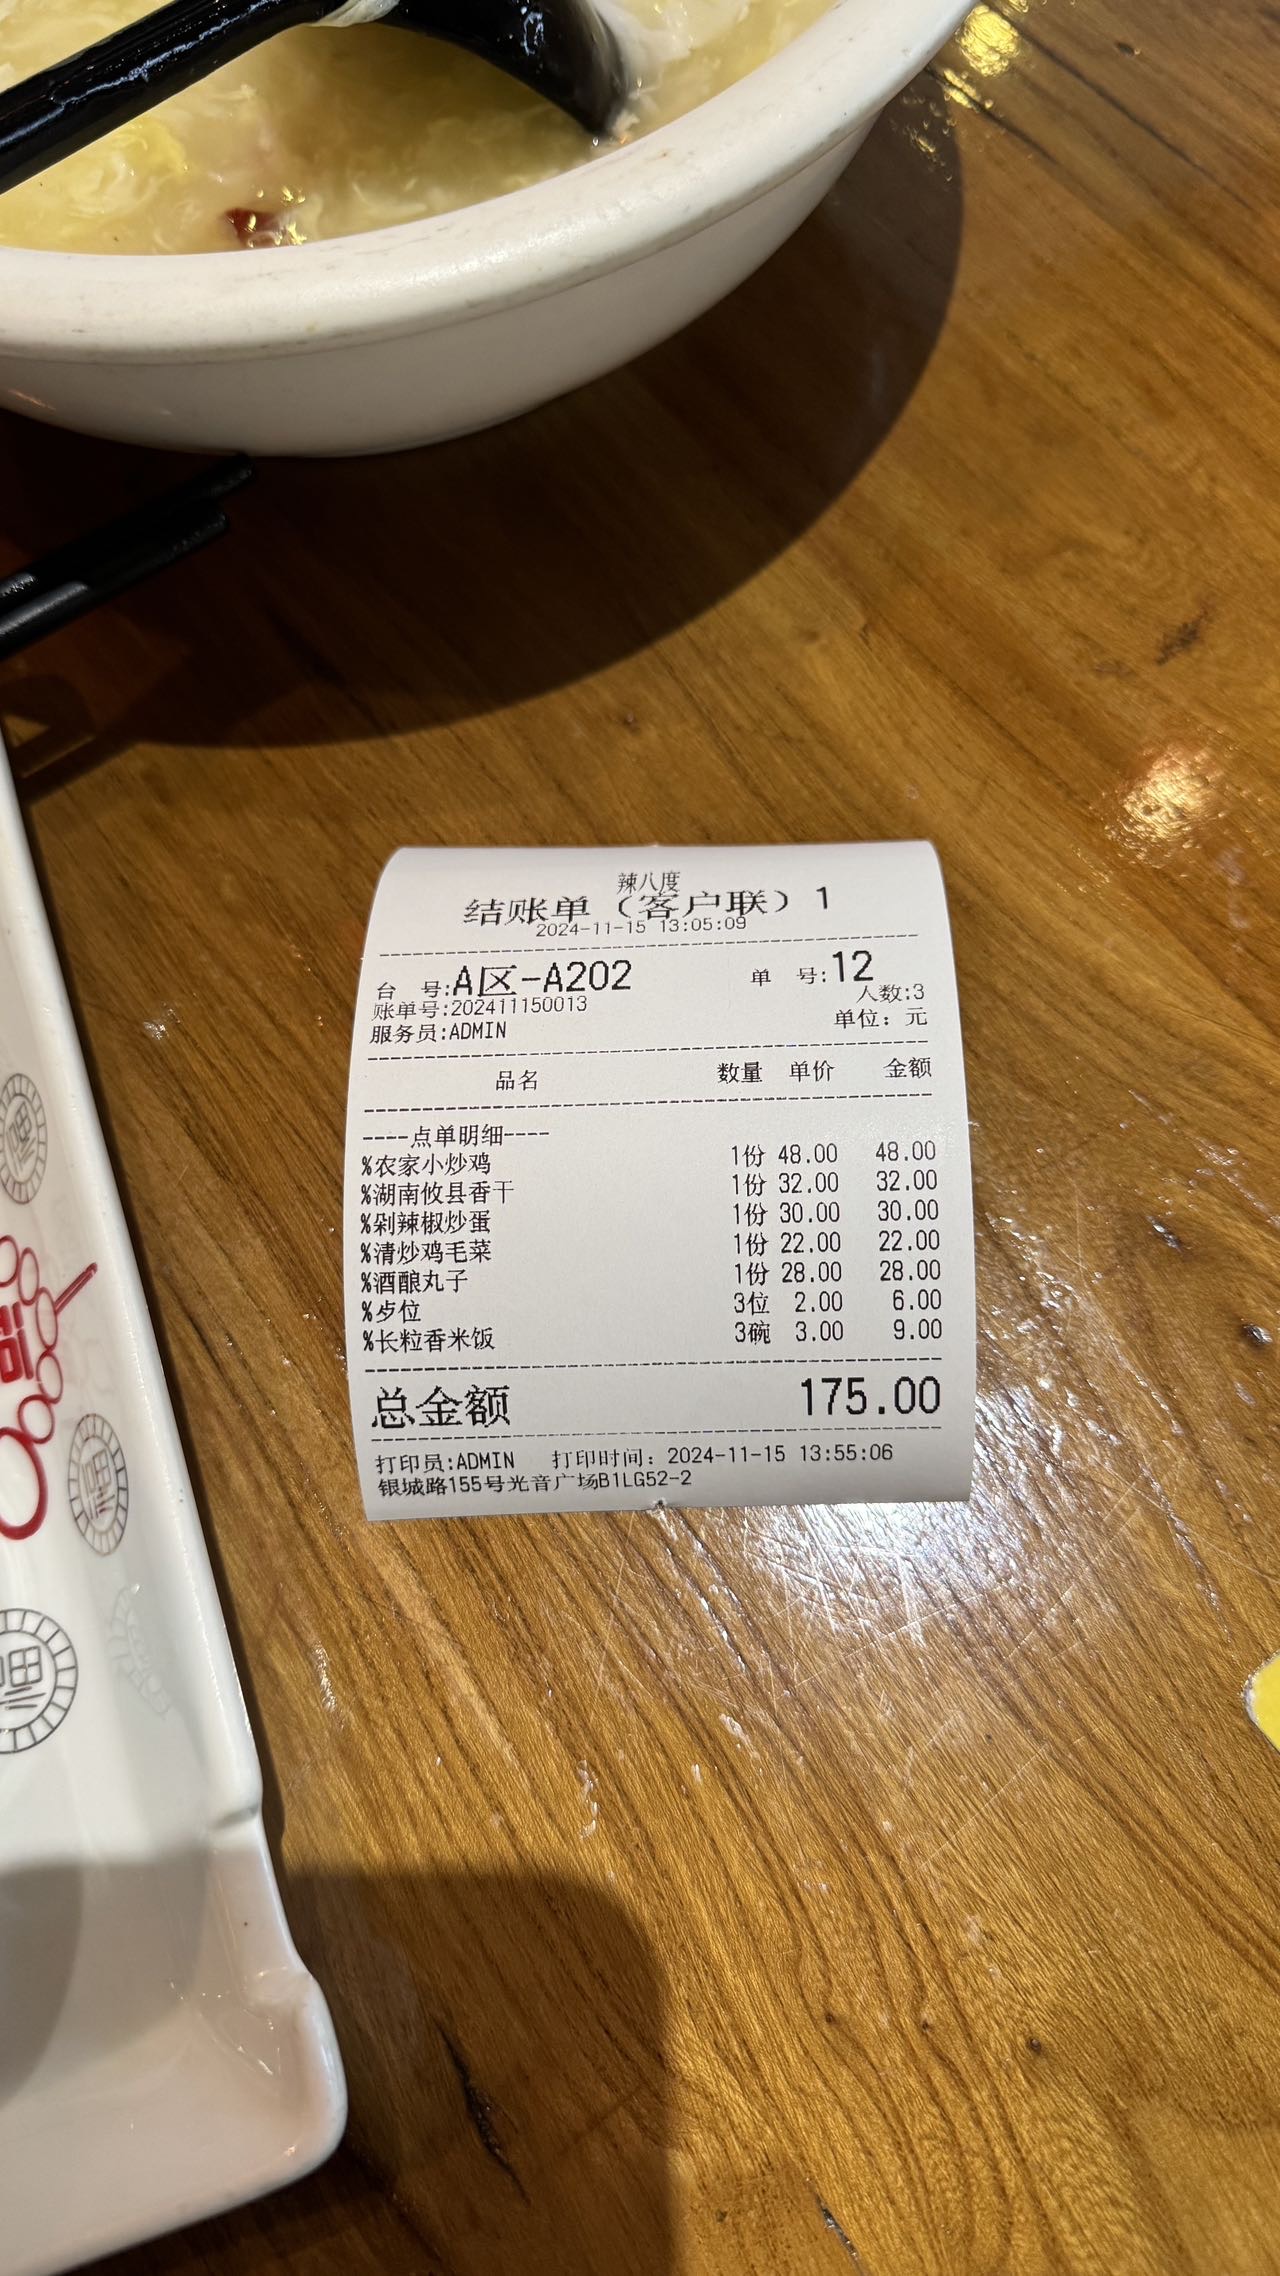 辣八度
结账单（客户联）1
2024-11-15 13:05:09
台 号:A区-A202 单 号:12
账单号:202411150013 人数:3
服务员:ADMIN 单位：元
品名 数量 单价 金额
----点单明细----
%农家小炒鸡 1份 48.00 48.00
%湖南攸县香干 1份 32.00 32.00
%剁辣椒炒蛋 1份 30.00 30.00
%清炒鸡毛菜 1份 22.00 22.00
%酒酿丸子 1份 28.00 28.00
%歺位 3位 2.00 6.00
%长粒香米饭 3碗 3.00 9.00
总金额 175.00
打印员:ADMIN 打印时间：2024-11-15 13:55:06
银城路155号光音广场B1LG52-2